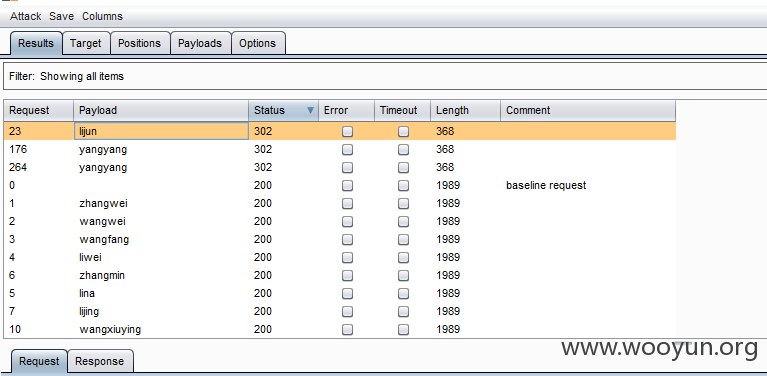 Attack Save Columns
Results Target Positions Payloads Options
Filter: Showing all items
Request Payload Status Error Timeout Length Comment
23 lijun 302 368
176 yangyang 302 368
264 yangyang 302 368
0 200 1989 baseline request
1 zhangwei 200 1989
2 wangwei 200 1989
3 wangfang 200 1989
4 liwei 200 1989
6 zhangmin 200 1989
5 lina 200 1989
7 lijing 200 1989
10 wangxiuying 200 1989
www.wooyun.org
Request Response